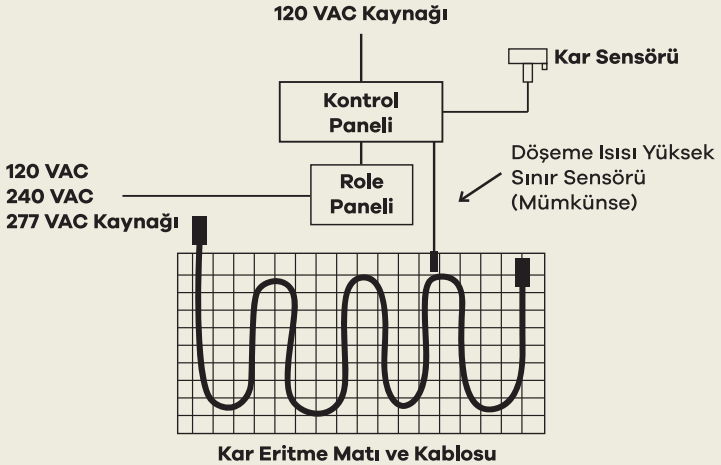 120 VAC Kaynağı
Kar Sensörü
Kontrol
Paneli
Döşeme Isısı Yüksek
Sınır Sensörü
(Mümkünse)
120 VAC
240 VAC
277 VAC Kaynağı
Role
Paneli
Kar Eritme Matı ve Kablosu